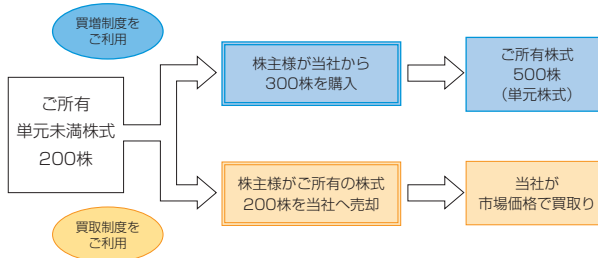 買増制度を
ご利用
ご所有
単元未満株式
200株
株主様が当社から
300株を購入
ご所有株式
500株
（単元株式）
買取制度を
ご利用
株主様がご所有の株式
200株を当社へ売却
当社が
市場価格で買取り